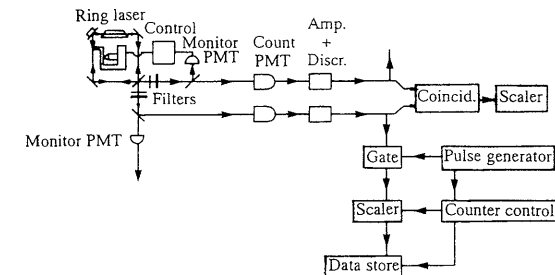 Ring laser
Control
Monitor
PMT
Count
PMT
Amp.
+
Discr.
Filters
Coincid.
Scaler
Monitor PMT
Gate
Pulse generator
Scaler
Counter control
Data store